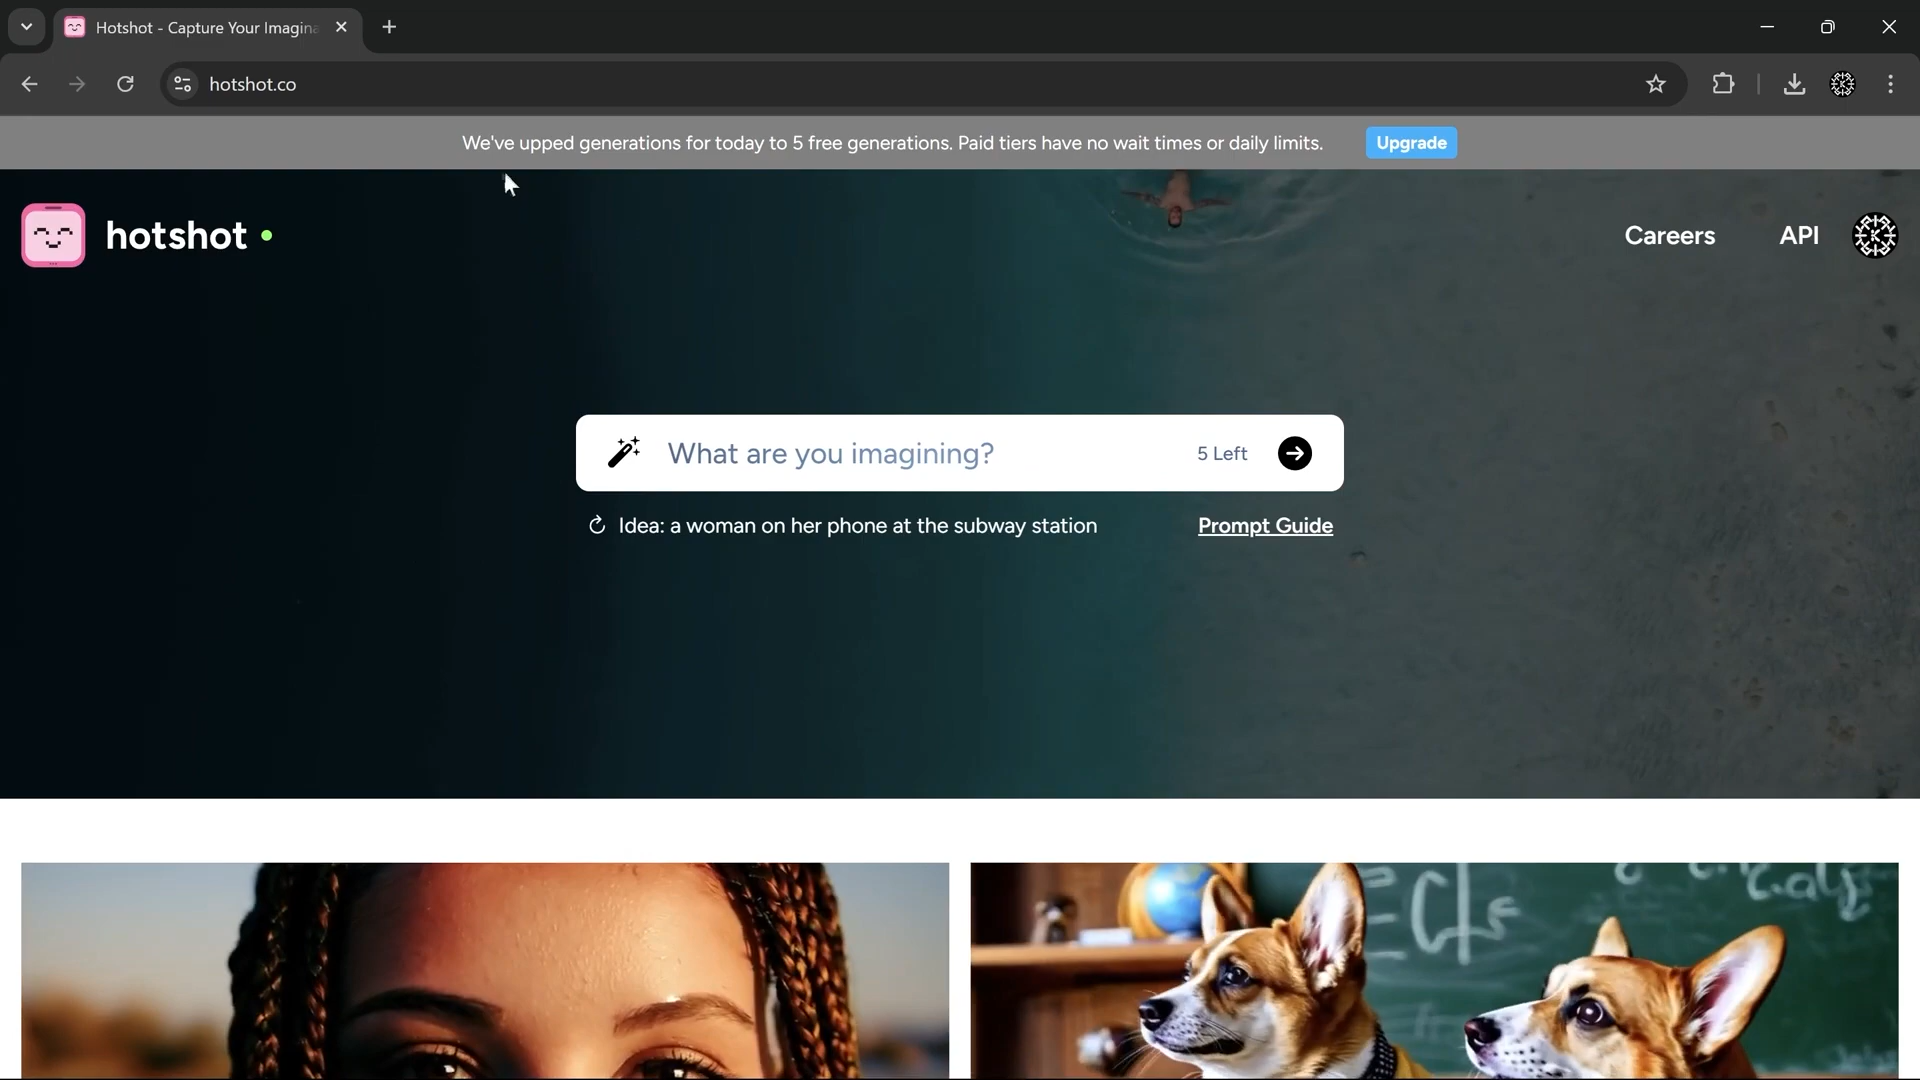 Hotshot - Capture Your Imagina
hotshot.co
We've upped generations for today to 5 free generations. Paid tiers have no wait times or daily limits.
Upgrade
hotshot
Careers
API
What are you imagining?
5 Left
Idea: a woman on her phone at the subway station
Prompt Guide